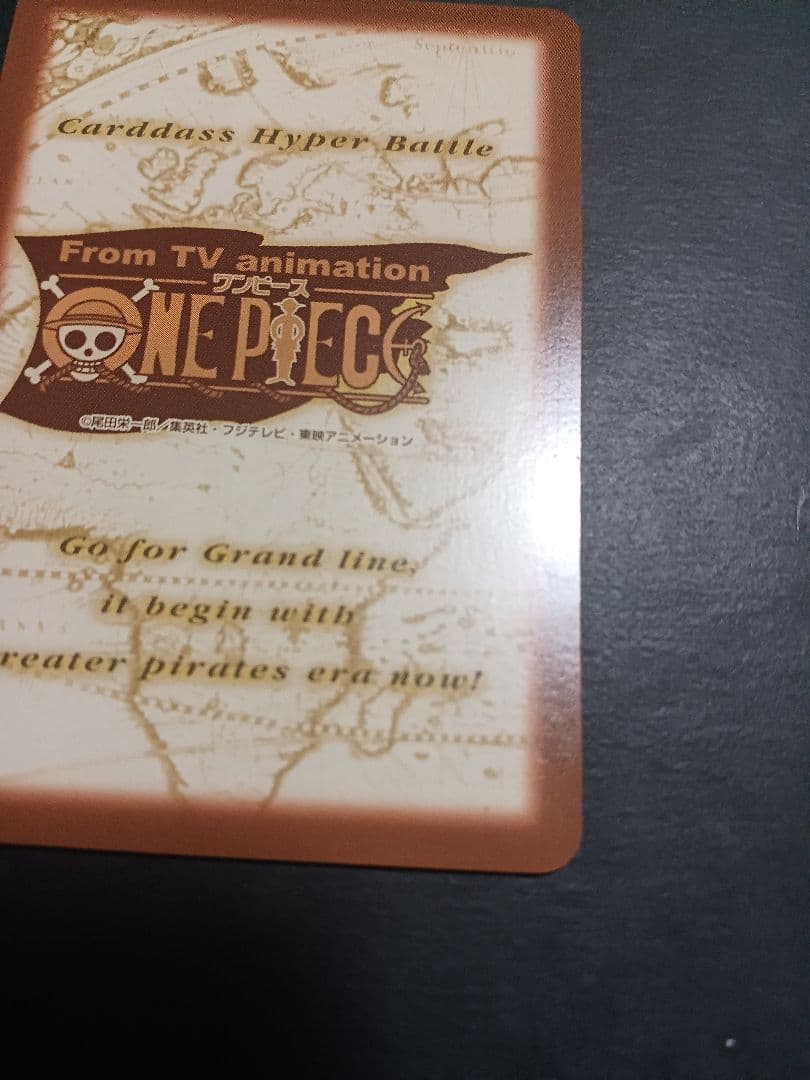 Septentrio
Carddass Hyper Battle
From TV animation
ワンピース
ONE PIECE
©尾田栄一郎／集英社・フジテレビ・東映アニメーション
Go for Grand line,
it begin with
reater pirates era now!